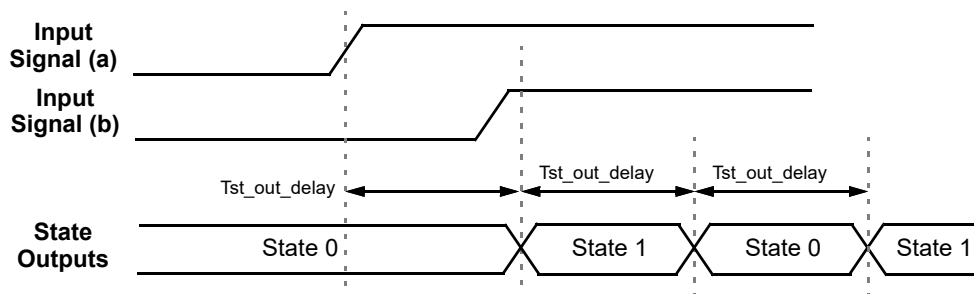 Input
Signal (a)
Input
Signal (b)
Tst_out_delay Tst_out_delay Tst_out_delay
State
Outputs
State 0 State 1 State 0 State 1